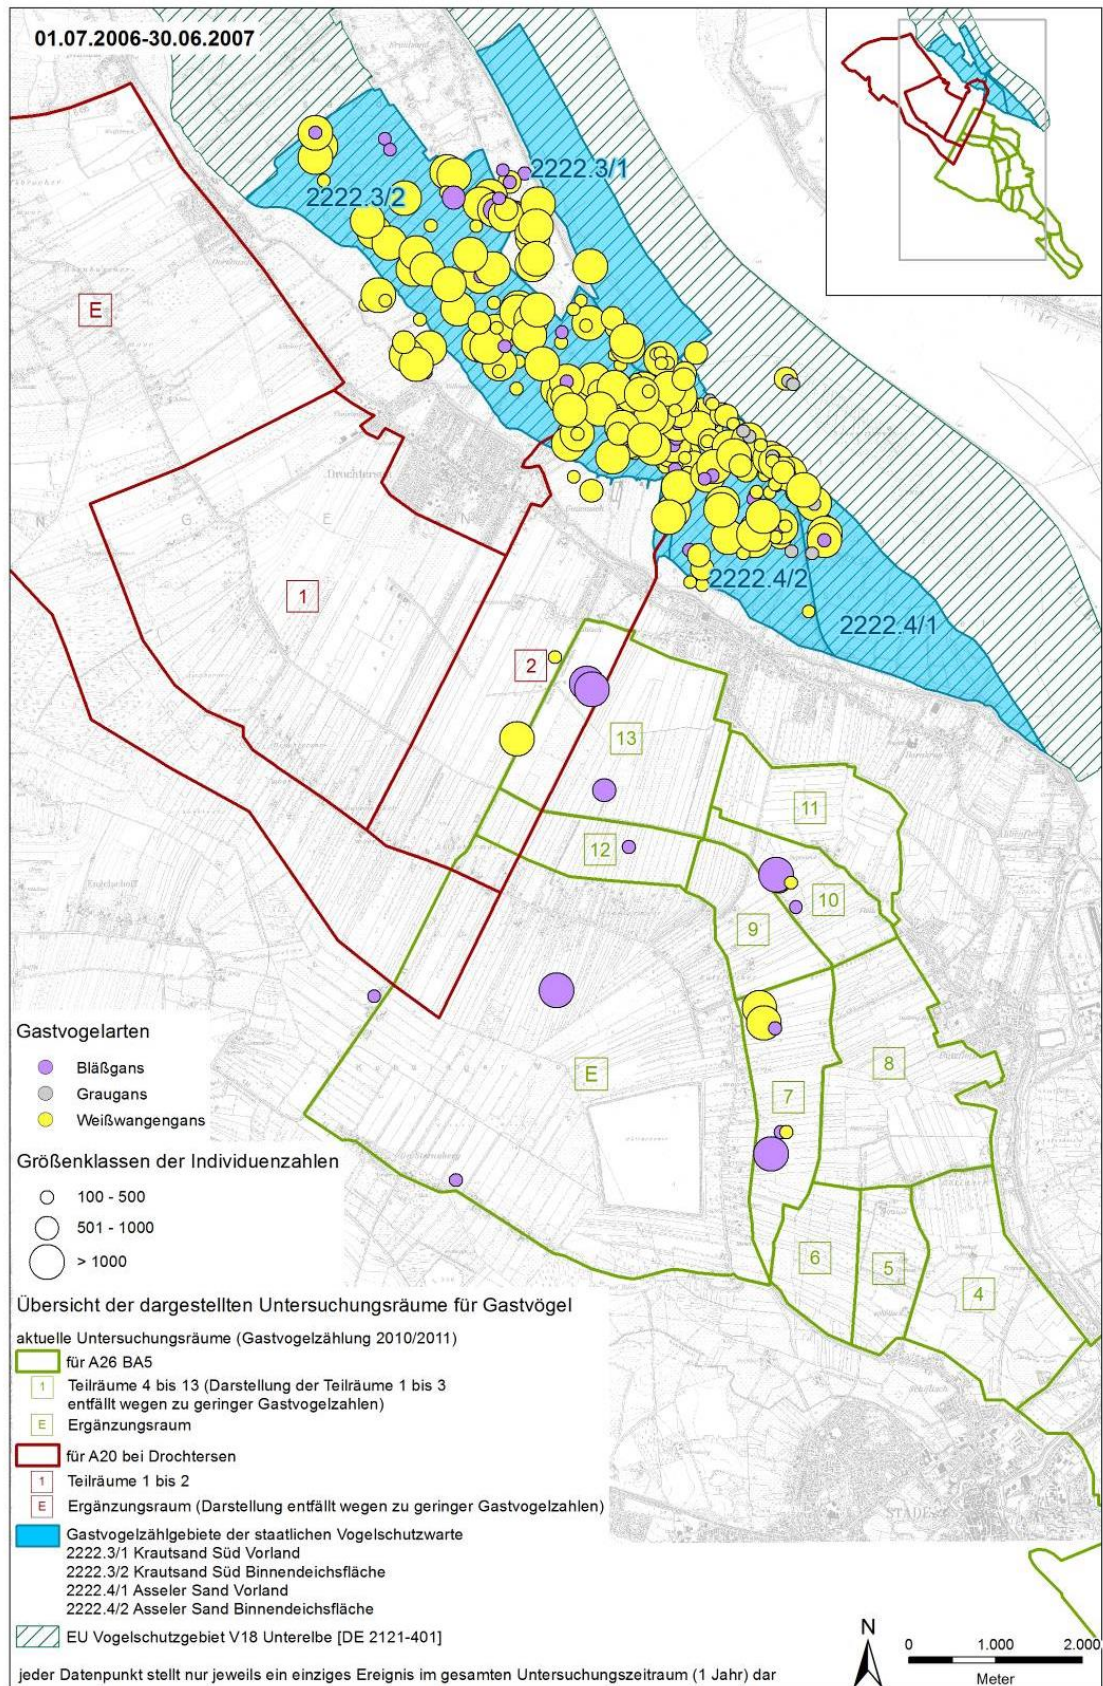 01.07.2006-30.06.2007
2222.3/1
2222.3/2
E
Drochtersen
N
G
E
N
1
2222.4/2
2222.4/1
2
13
11
12
10
9
8
E
7
6
5
4
STADE
Gastvogelarten
Bläßgans
Graugans
Weißwangengans
Größenklassen der Individuenzahlen
100 - 500
501 - 1000
> 1000
Übersicht der dargestellten Untersuchungsräume für Gastvögel
aktuelle Untersuchungsräume (Gastvogelzählung 2010/2011)
für A26 BA5
1 Teilräume 4 bis 13 (Darstellung der Teilräume 1 bis 3
entfällt wegen zu geringer Gastvogelzahlen)
E Ergänzungsraum
für A20 bei Drochtersen
1 Teilräume 1 bis 2
E Ergänzungsraum (Darstellung entfällt wegen zu geringer Gastvogelzahlen)
Gastvogelzählgebiete der staatlichen Vogelschutzwarte
2222.3/1 Krautsand Süd Vorland
2222.3/2 Krautsand Süd Binnendeichsfläche
2222.4/1 Asseler Sand Vorland
2222.4/2 Asseler Sand Binnendeichsfläche
EU Vogelschutzgebiet V18 Unterelbe [DE 2121-401]
jeder Datenpunkt stellt nur jeweils ein einziges Ereignis im gesamten Untersuchungszeitraum (1 Jahr) dar
N
0 1.000 2.000
Meter